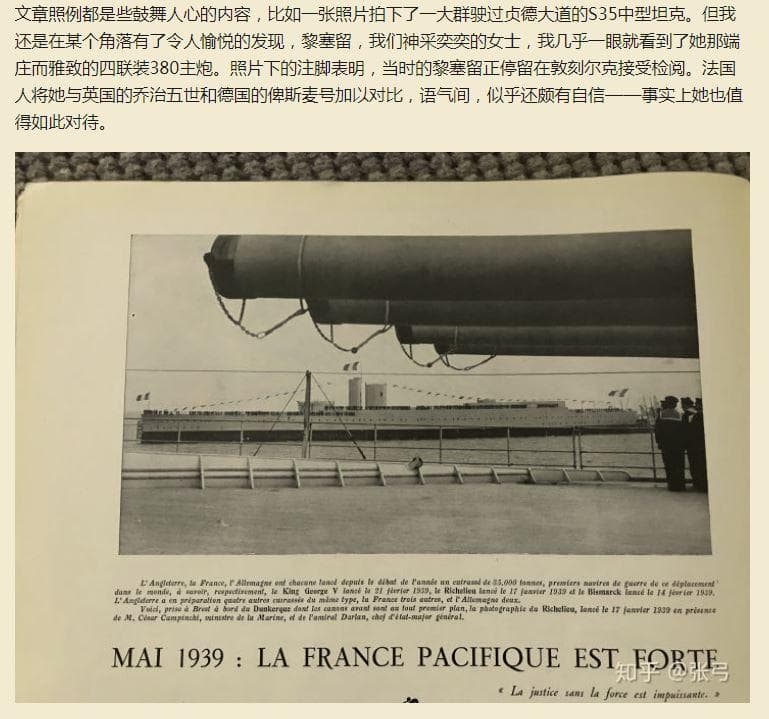 文章照例都是些鼓舞人心的内容，比如一张照片拍下了一大群驶过贞德大道的S35中型坦克。但我
还是在某个角落有了令人愉悦的发现，黎塞留，我们神采奕奕的女士，我几乎一眼就看到了她那端
庄而雅致的四联装380主炮。照片下的注脚表明，当时的黎塞留正停留在敦刻尔克接受检阅。法国
人将她与英国的乔治五世和德国的俾斯麦号加以对比，语气间，似乎还颇有自信——事实上她也值
得如此对待。
L'Angleterre, la France, l'Allemagne ont chacune lancé depuis le début de l'année un cuirassé de 35.000 tonnes, premiers navires de guerre de ce déplacement
dans le monde, à savoir, respectivement, le King George V lancé le 21 février 1939, le Richelieu lancé le 17 janvier 1939 et le Bismarck lancé le 14 février 1939.
L'Angleterre a en préparation quatre autres cuirassés du même type, la France trois autres, et l'Allemagne deux.
Voici, prise à Brest à bord du Dunkerque dont les canons avant sont au tout premier plan, la photographie du Richelieu, lancé le 17 janvier 1939 en présence
de M. César Campinchi, ministre de la Marine, et de l'amiral Darlan, chef d'état-major général.
MAI 1939 : LA FRANCE PACIFIQUE EST FORTE
知乎 @张弓
« La justice sans la force est impuissante. »